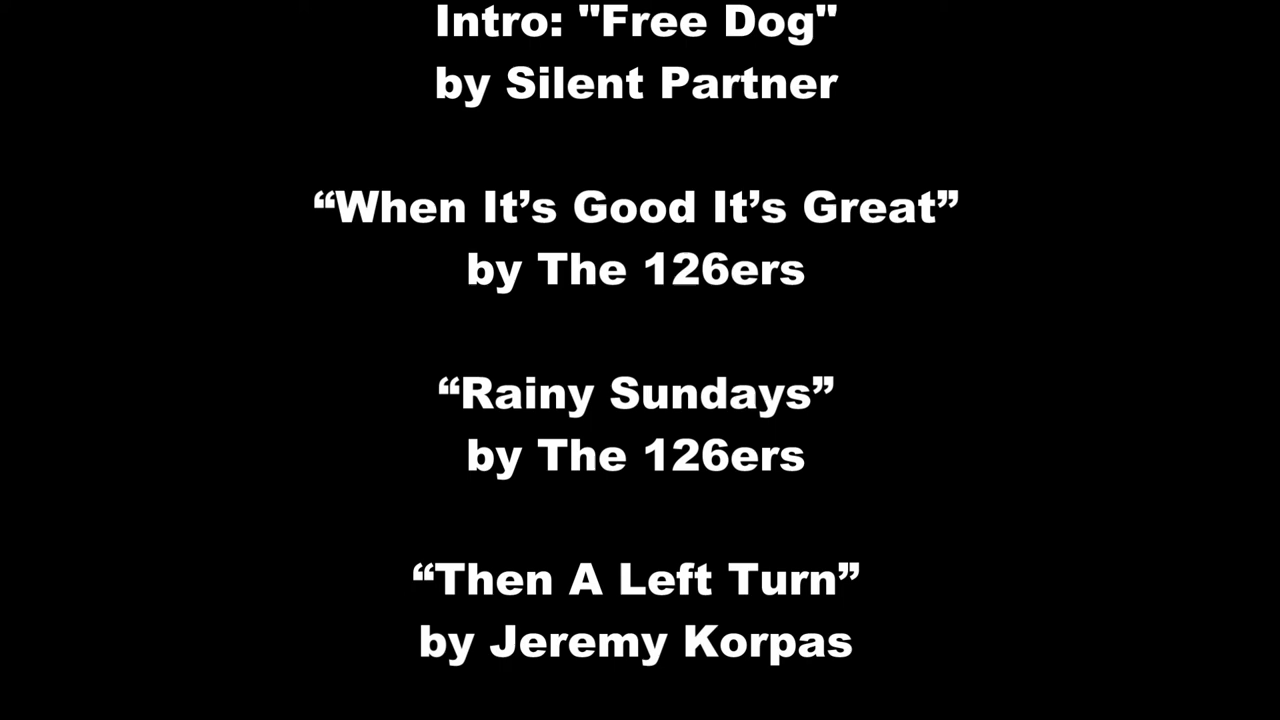 Intro: "Free Dog"
by Silent Partner
“When It’s Good It’s Great”
by The 126ers
“Rainy Sundays”
by The 126ers
“Then A Left Turn”
by Jeremy Korpas